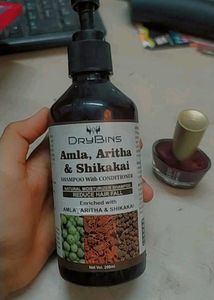 DRYBINS
Amla, Aritha
& Shikakai
SHAMPOO With CONDITIONER
NATURAL MOISTURIZER SHAMPOO
REDUCE HAIR FALL
Enriched with
AMLA, ARITHA & SHIKAKAI
Net Vol. 200ml